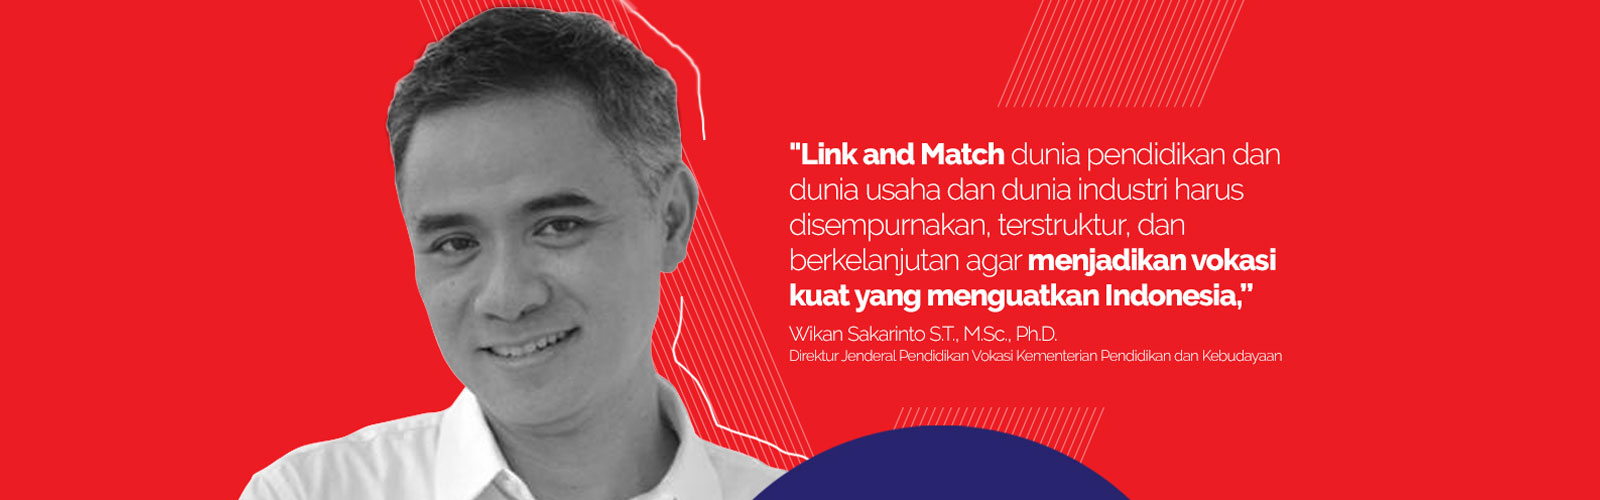 "Link and Match dunia pendidikan dan
dunia usaha dan dunia industri harus
disempurnakan, terstruktur, dan
berkelanjutan agar menjadikan vokasi
kuat yang menguatkan Indonesia,”
Wikan Sakarinto S.T., M.Sc., Ph.D.
Direktur Jenderal Pendidikan Vokasi Kementerian Pendidikan dan Kebudayaan